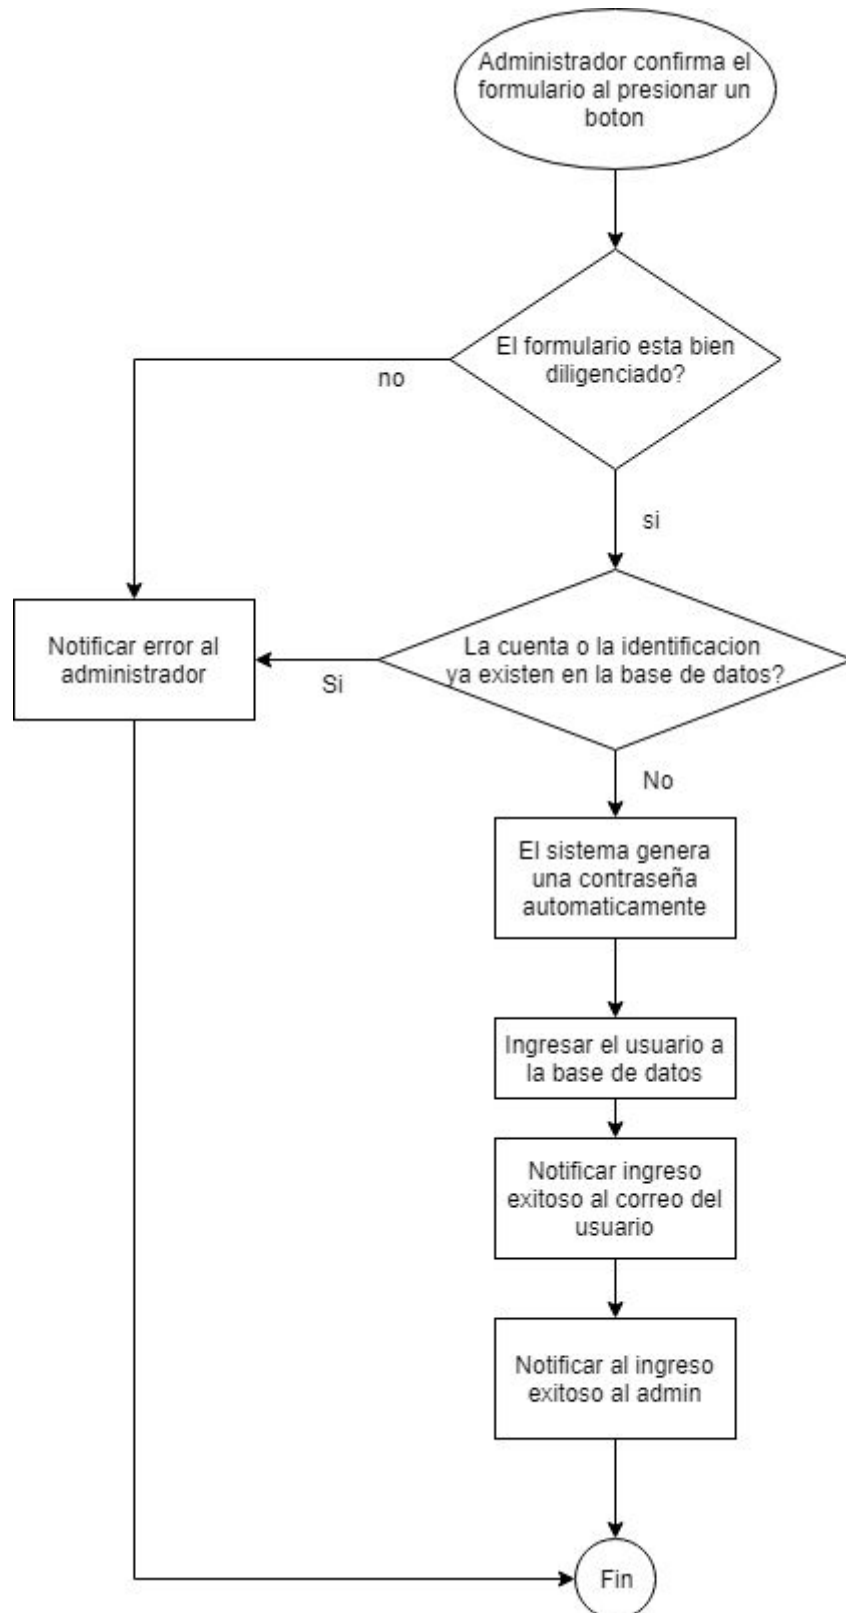 Administrador confirma el
formulario al presionar un
boton
El formulario esta bien
diligenciado?
no
si
Notificar error al
administrador
La cuenta o la identificacion
ya existen en la base de datos?
Si
No
El sistema genera
una contraseña
automaticamente
Ingresar el usuario a
la base de datos
Notificar ingreso
exitoso al correo del
usuario
Notificar al ingreso
exitoso al admin
Fin